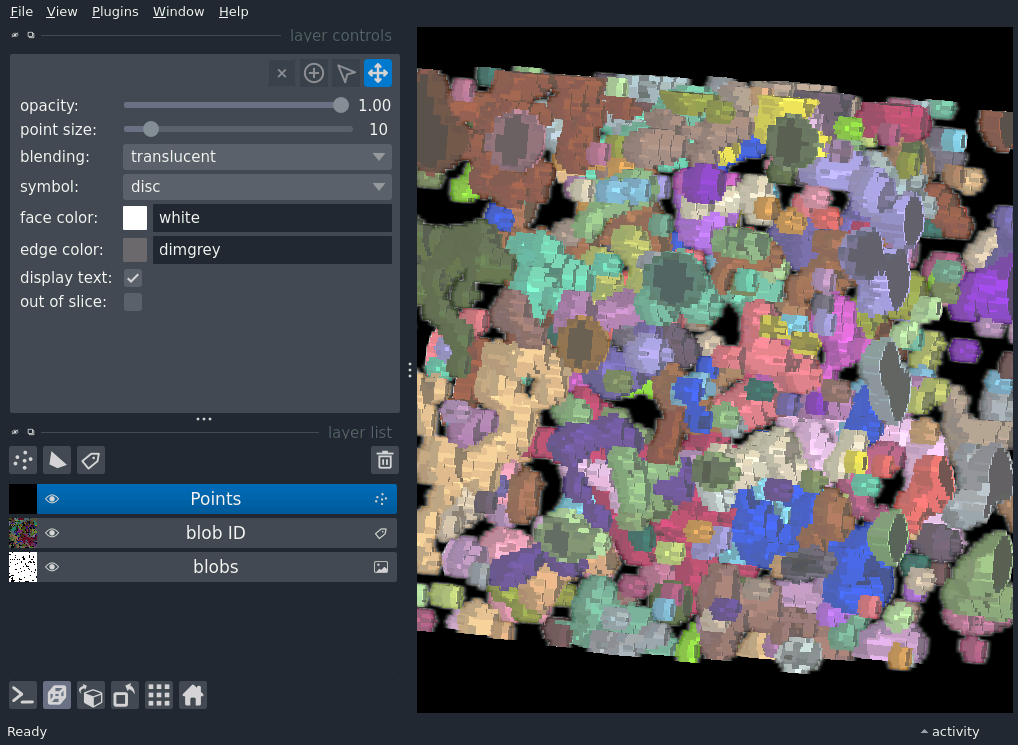 File View Plugins Window Help
layer controls
opacity: 1.00
point size: 10
blending: translucent
symbol: disc
face color: white
edge color: dimgrey
display text:
out of slice:
layer list
Points
blob ID
blobs
Ready activity